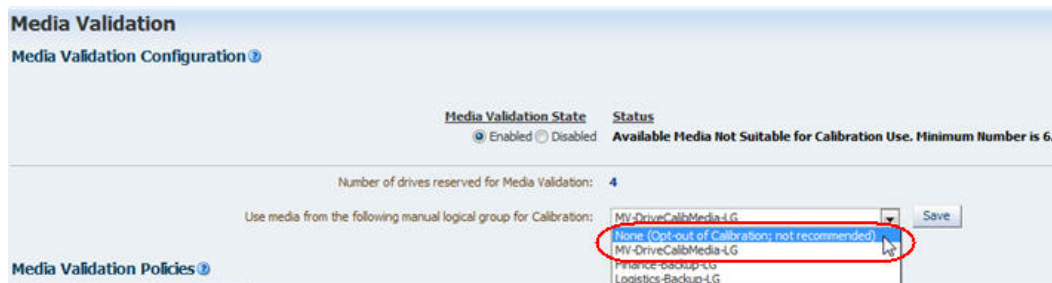 Media Validation
Media Validation Configuration
Media Validation State Status
Enabled Disabled Available Media Not Suitable for Calibration Use. Minimum Number is 6.
Number of drives reserved for Media Validation: 4
Use media from the following manual logical group for Calibration: MV-DriveCalibMedia-LG Save
None (Opt-out of Calibration; not recommended)
MV-DriveCalibMedia-LG
Finance-Backup-LG
Media Validation Policies
Logistics-Backup-LG